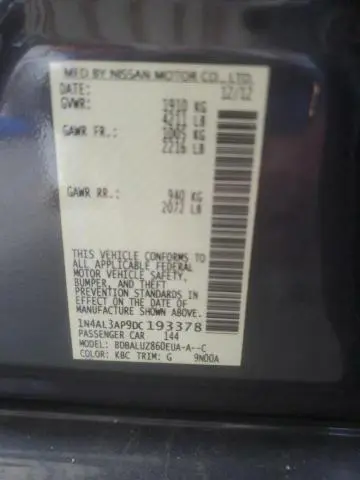 MFD BY NISSAN MOTOR CO., LTD.
DATE: 12/12
GVWR: 1910 KG
4211 LB
GAWR FR.: 1005 KG
2216 LB
GAWR RR.: 940 KG
2072 LB
THIS VEHICLE CONFORMS TO
ALL APPLICABLE FEDERAL
MOTOR VEHICLE SAFETY,
BUMPER, AND THEFT
PREVENTION STANDARDS IN
EFFECT ON THE DATE OF
MANUFACTURE SHOWN ABOVE.
1N4AL3AP9DC193378
PASSENGER CAR 144
MODEL: BDBALUZ860EUA-A--C
COLOR: KBC TRIM: G 9N00A